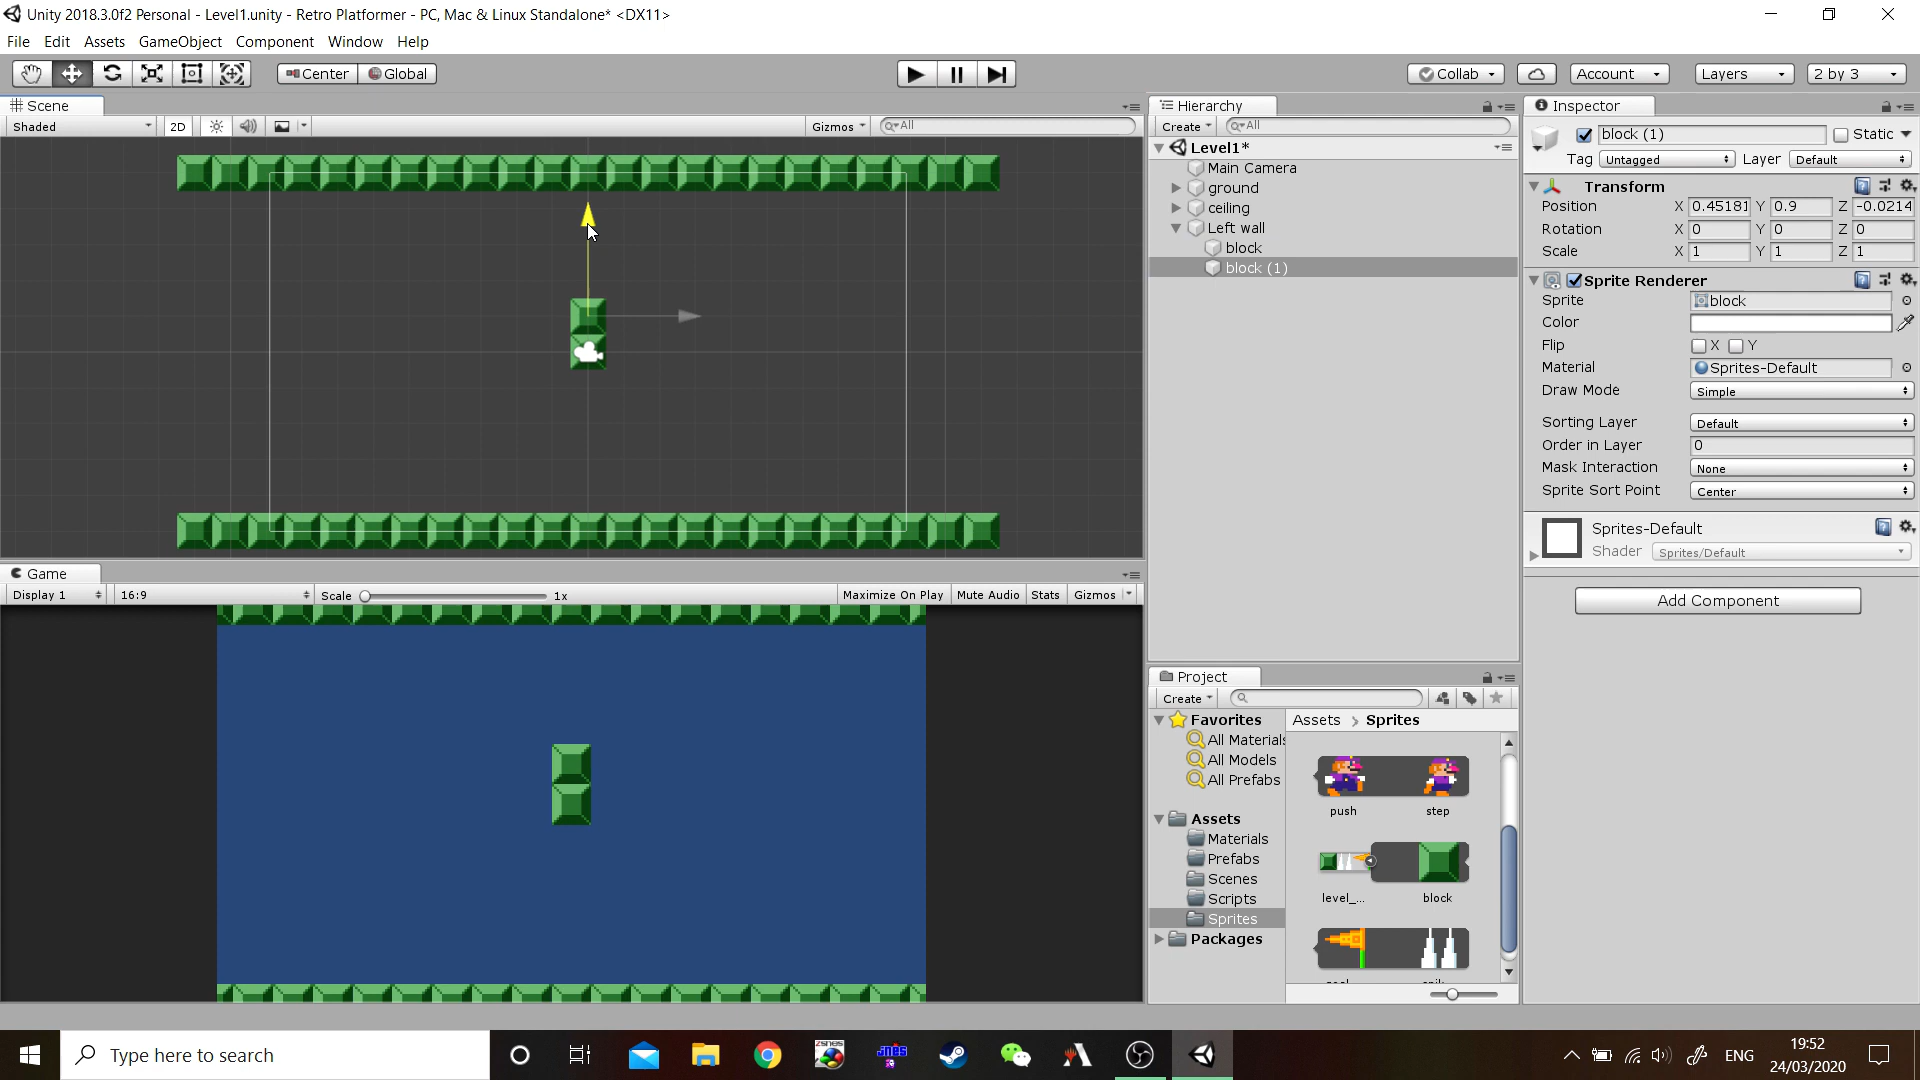 Unity 2018.3.0f2 Personal - Level1.unity - Retro Platformer - PC, Mac & Linux Standalone* <DX11>
File Edit Assets GameObject Component Window Help
Center Global Collab Account Layers 2 by 3
Scene
Shaded 2D Gizmos All
Hierarchy
Create All
Level1*
Main Camera
ground
ceiling
Left wall
block
block (1)
Inspector
block (1) Static
Tag Untagged Layer Default
Transform
Position X 0.45181 Y 0.9 Z -0.0214
Rotation X 0 Y 0 Z 0
Scale X 1 Y 1 Z 1
Sprite Renderer
Sprite block
Color
Flip X Y
Material Sprites-Default
Draw Mode Simple
Sorting Layer Default
Order in Layer 0
Mask Interaction None
Sprite Sort Point Center
Sprites-Default
Shader Sprites/Default
Add Component
Game
Display 1 16:9 Scale 1x Maximize On Play Mute Audio Stats Gizmos
Project
Create
Favorites
All Materials
All Models
All Prefabs
Assets
Materials
Prefabs
Scenes
Scripts
Sprites
Packages
Assets > Sprites
push step
level_... block
Type here to search
ZSNES
jnes
ENG
19:52
24/03/2020